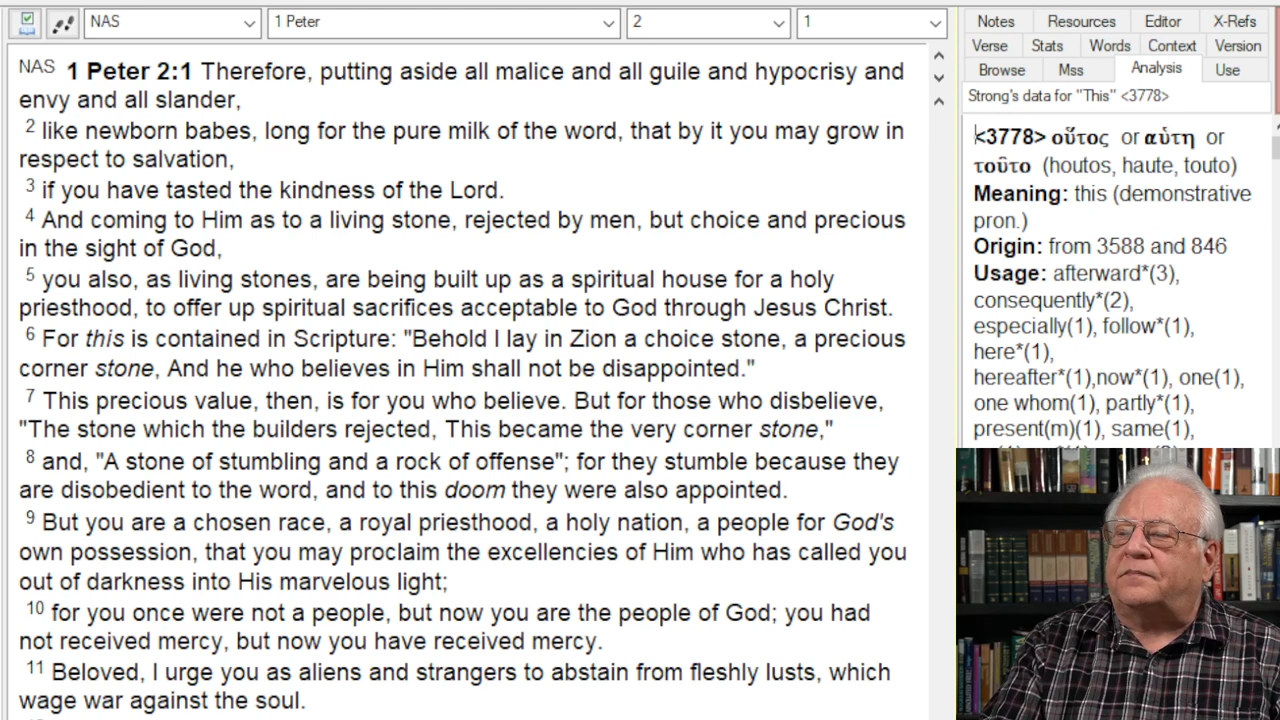 NAS 1 Peter 2 1
NAS 1 Peter 2:1 Therefore, putting aside all malice and all guile and hypocrisy and
envy and all slander,
2 like newborn babes, long for the pure milk of the word, that by it you may grow in
respect to salvation,
3 if you have tasted the kindness of the Lord.
4 And coming to Him as to a living stone, rejected by men, but choice and precious
in the sight of God,
5 you also, as living stones, are being built up as a spiritual house for a holy
priesthood, to offer up spiritual sacrifices acceptable to God through Jesus Christ.
6 For this is contained in Scripture: "Behold I lay in Zion a choice stone, a precious
corner stone, And he who believes in Him shall not be disappointed."
7 This precious value, then, is for you who believe. But for those who disbelieve,
"The stone which the builders rejected, This became the very corner stone,"
8 and, "A stone of stumbling and a rock of offense"; for they stumble because they
are disobedient to the word, and to this doom they were also appointed.
9 But you are a chosen race, a royal priesthood, a holy nation, a people for God's
own possession, that you may proclaim the excellencies of Him who has called you
out of darkness into His marvelous light;
10 for you once were not a people, but now you are the people of God; you had
not received mercy, but now you have received mercy.
11 Beloved, I urge you as aliens and strangers to abstain from fleshly lusts, which
wage war against the soul.
Notes Resources Editor X-Refs
Verse Stats Words Context Version
Browse Mss Analysis Use
Strong's data for "This" <3778>
<3778> οὗτος or αὑτη or
τοῦτο (houtos, haute, touto)
Meaning: this (demonstrative
pron.)
Origin: from 3588 and 846
Usage: afterward*(3),
consequently*(2),
especially(1), follow*(1),
here*(1),
hereafter*(1),now*(1), one(1),
one whom(1), partly*(1),
present(m)(1), same(1),